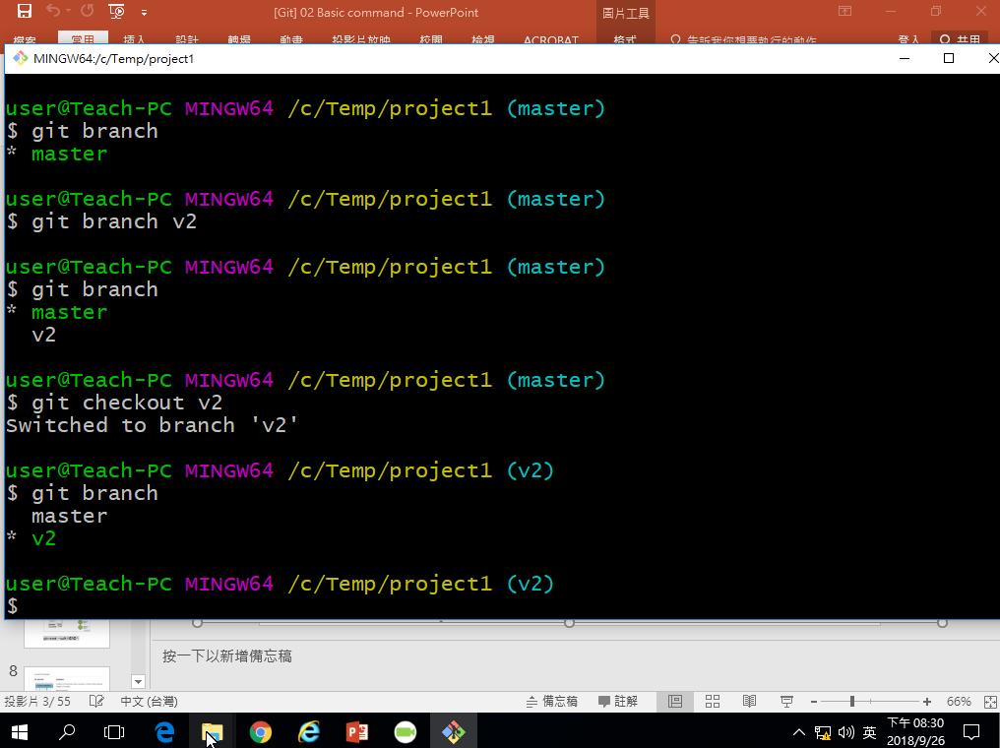 [Git] 02 Basic command - PowerPoint
圖片工具
檔案 常用 插入 設計 轉場 動畫 投影片放映 校閱 檢視 ACROBAT 格式 告訴我您想要執行的動作 登入 共用
MINGW64:/c/Temp/project1
user@Teach-PC MINGW64 /c/Temp/project1 (master)
$ git branch
* master
user@Teach-PC MINGW64 /c/Temp/project1 (master)
$ git branch v2
user@Teach-PC MINGW64 /c/Temp/project1 (master)
$ git branch
* master
v2
user@Teach-PC MINGW64 /c/Temp/project1 (master)
$ git checkout v2
Switched to branch 'v2'
user@Teach-PC MINGW64 /c/Temp/project1 (v2)
$ git branch
master
* v2
user@Teach-PC MINGW64 /c/Temp/project1 (v2)
$
按一下以新增備忘稿
8
投影片 3/55 中文 (台灣) 備忘稿 註解 66%
英
下午 08:30
2018/9/26